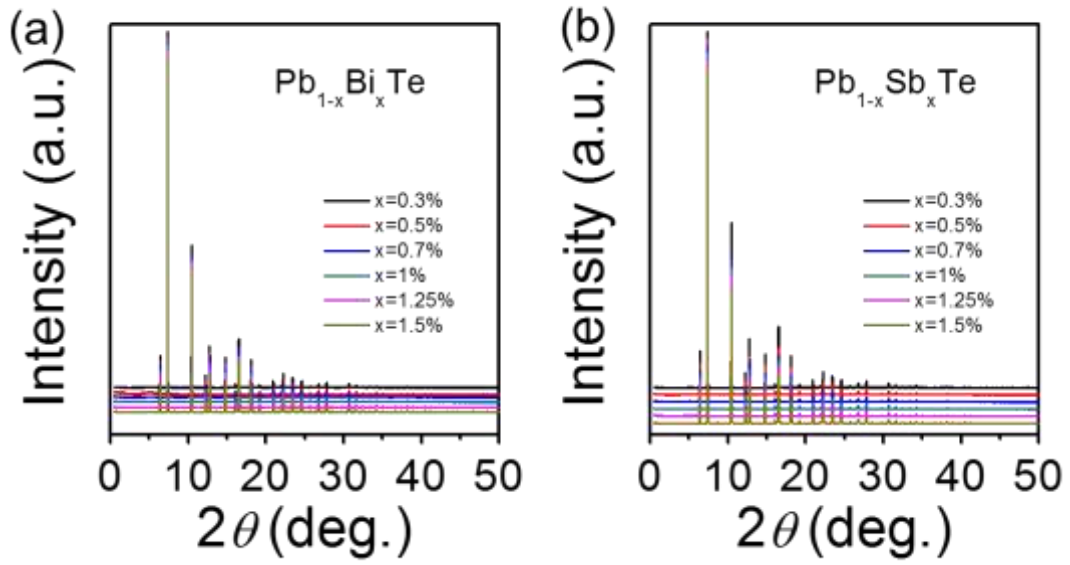 (a)
Intensity (a.u.)
Pb₁₋ₓBiₓTe
x=0.3%
x=0.5%
x=0.7%
x=1%
x=1.25%
x=1.5%
0 10 20 30 40 50
2θ (deg.)
(b)
Intensity (a.u.)
Pb₁₋ₓSbₓTe
x=0.3%
x=0.5%
x=0.7%
x=1%
x=1.25%
x=1.5%
0 10 20 30 40 50
2θ (deg.)